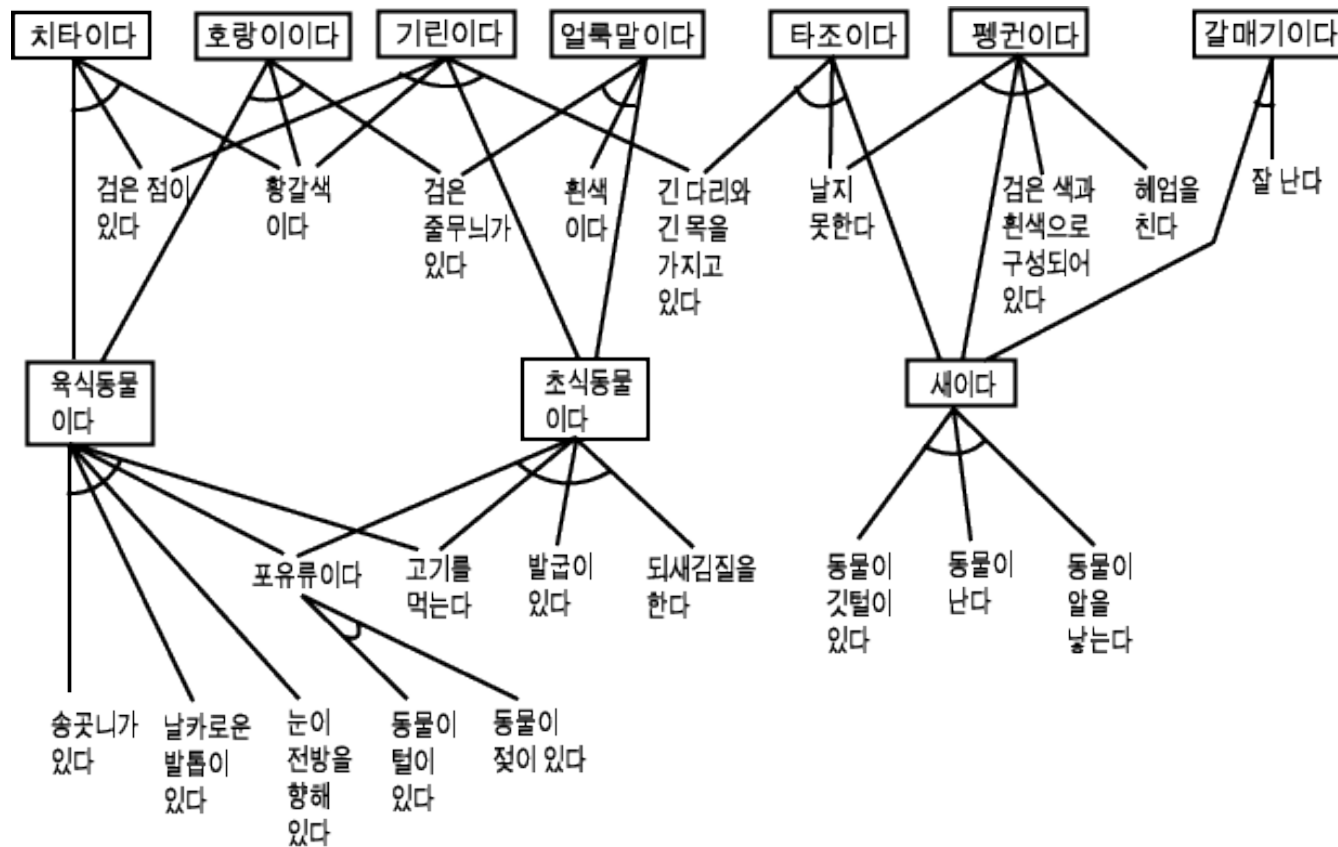 치타이다
호랑이이다
기린이다
얼룩말이다
타조이다
펭귄이다
갈매기이다
검은 점이
있다
황갈색
이다
검은
줄무늬가
있다
흰색
이다
긴 다리와
긴 목을
가지고
있다
날지
못한다
검은 색과
흰색으로
구성되어
있다
헤엄을
친다
잘 난다
육식동물
이다
초식동물
이다
새이다
포유류이다
고기를
먹는다
발굽이
있다
되새김질을
한다
동물이
깃털이
있다
동물이
난다
동물이
알을
낳는다
송곳니가
있다
날카로운
발톱이
있다
눈이
전방을
향해
있다
동물이
털이
있다
동물이
젖이 있다